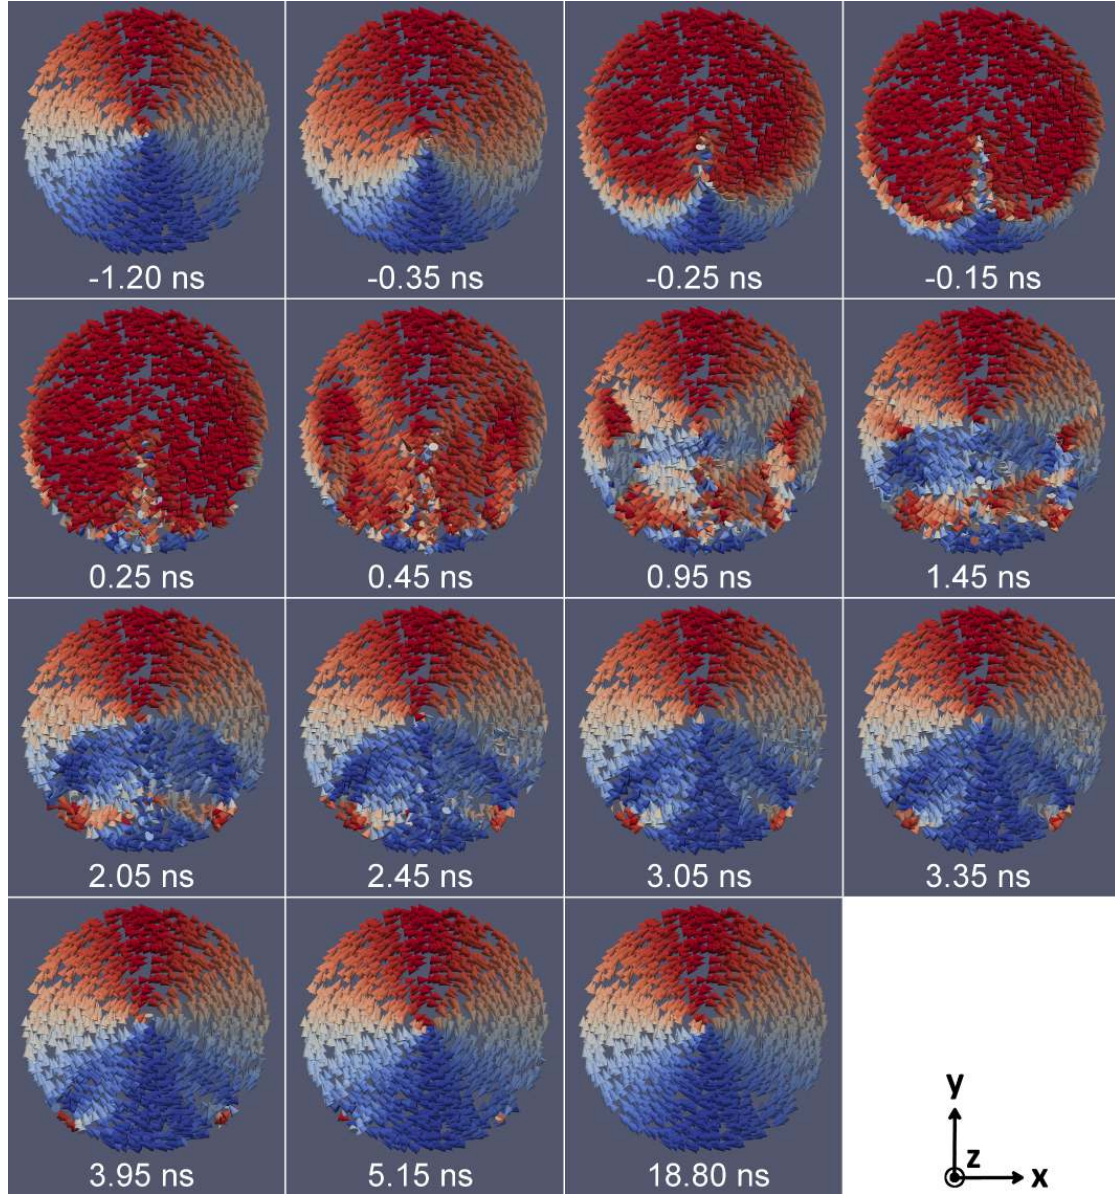 -1.20 ns
-0.35 ns
-0.25 ns
-0.15 ns
0.25 ns
0.45 ns
0.95 ns
1.45 ns
2.05 ns
2.45 ns
3.05 ns
3.35 ns
3.95 ns
5.15 ns
18.80 ns
y
z
x